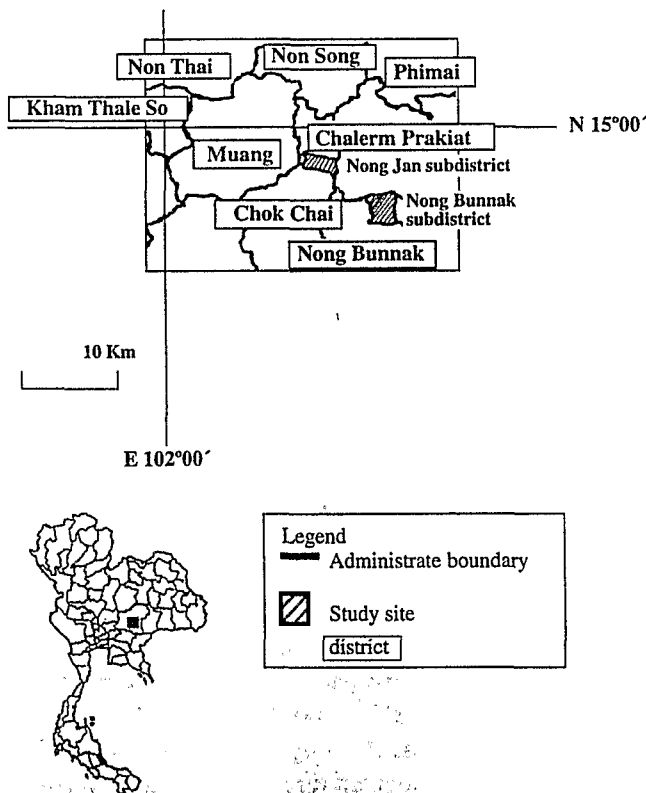 Non Thai
Non Song
Phimai
Kham Thale So
N 15°00′
Chalerm Prakiat
Muang
Nong Jan subdistrict
Nong Bunnak
subdistrict
Chok Chai
Nong Bunnak
10 Km
E 102°00′
Legend
Administrate boundary
Study site
district